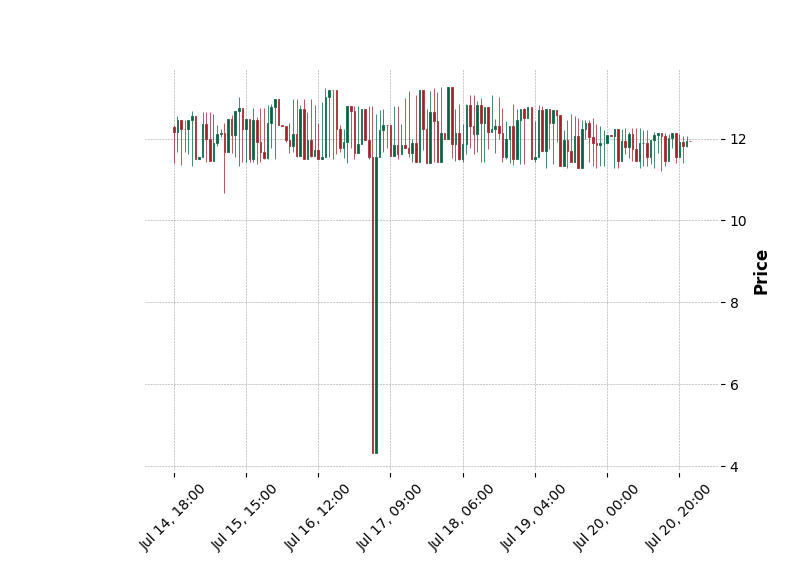 12
10
8
6
4
Price
Jul 14, 18:00
Jul 15, 15:00
Jul 16, 12:00
Jul 17, 09:00
Jul 18, 06:00
Jul 19, 04:00
Jul 20, 00:00
Jul 20, 20:00